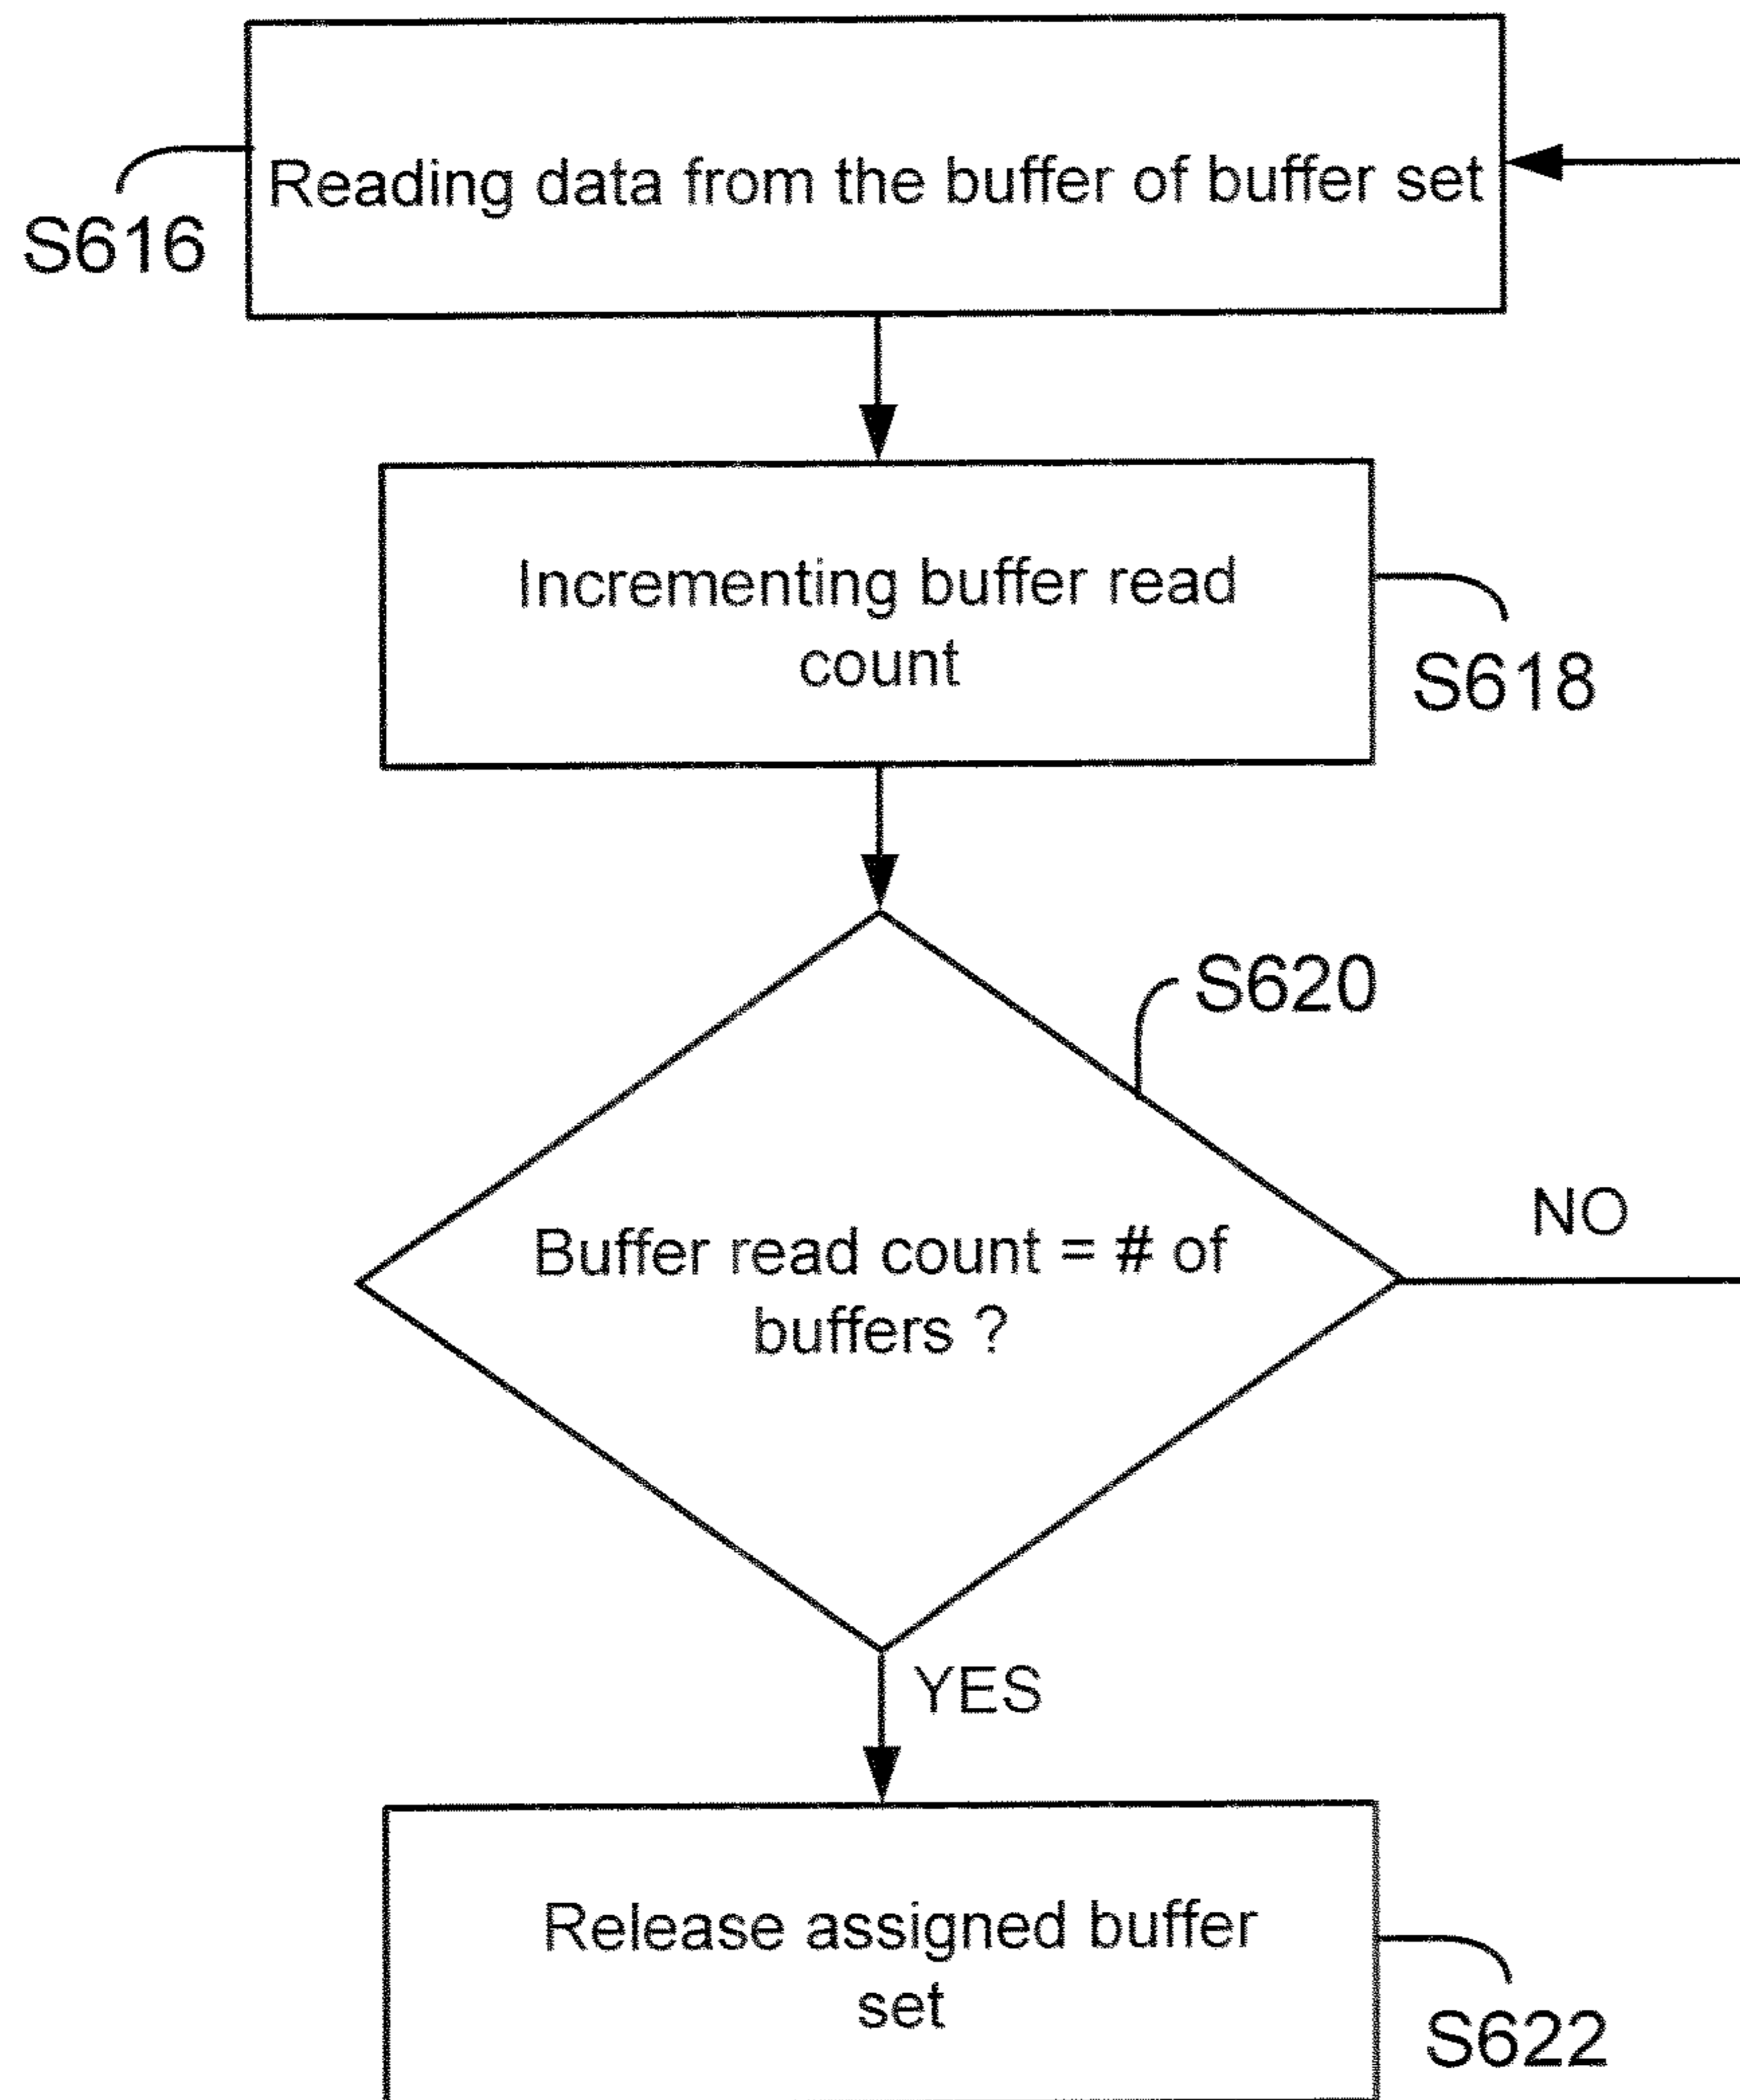 Reading data from the buffer of buffer set
S616
Incrementing buffer read
count
S618
S620
Buffer read count = # of
buffers ?
NO
YES
Release assigned buffer
set
S622